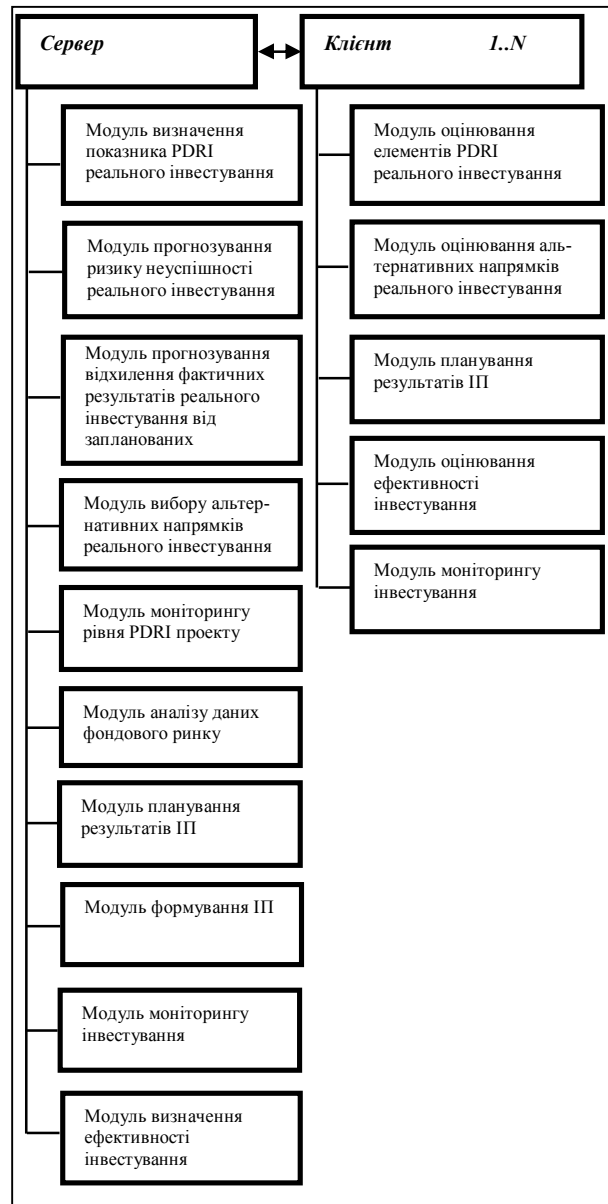 Сервер
Модуль визначення
показника PDRI
реального інвестування
Модуль прогнозування
ризику неуспішності
реального інвестування
Модуль прогнозування
відхилення фактичних
результатів реального
інвестування від
запланованих
Модуль вибору альтер-
нативних напрямків
реального інвестування
Модуль моніторингу
рівня PDRI проекту
Модуль аналізу даних
фондового ринку
Модуль планування
результатів ІП
Модуль формування ІП
Модуль моніторингу
інвестування
Модуль визначення
ефективності
інвестування
Клієнт 1..N
Модуль оцінювання
елементів PDRI
реального інвестування
Модуль оцінювання аль-
тернативних напрямків
реального інвестування
Модуль планування
результатів ІП
Модуль оцінювання
ефективності
інвестування
Модуль моніторингу
інвестування